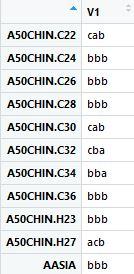 V1
A50CHIN.C22 cab
A50CHIN.C24 bbb
A50CHIN.C26 bbb
A50CHIN.C28 bbb
A50CHIN.C30 cab
A50CHIN.C32 cba
A50CHIN.C34 bba
A50CHIN.C36 bbb
A50CHIN.H23 bbb
A50CHIN.H27 acb
AASIA bbb